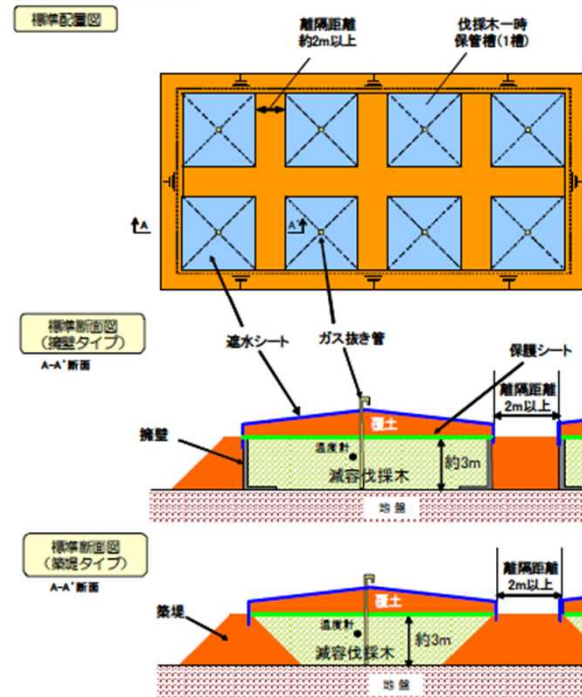 標準配置図
離隔距離
約2m以上
伐採木一時
保管槽(1槽)
A
A'
標準断面図
(擁壁タイプ)
A-A'断面
遮水シート
ガス抜き管
保護シート
離隔距離
2m以上
擁壁
覆土
温度計
約3m
減容伐採木
地盤
標準断面図
(築堤タイプ)
A-A'断面
離隔距離
2m以上
築堤
覆土
温度計
約3m
減容伐採木
地盤